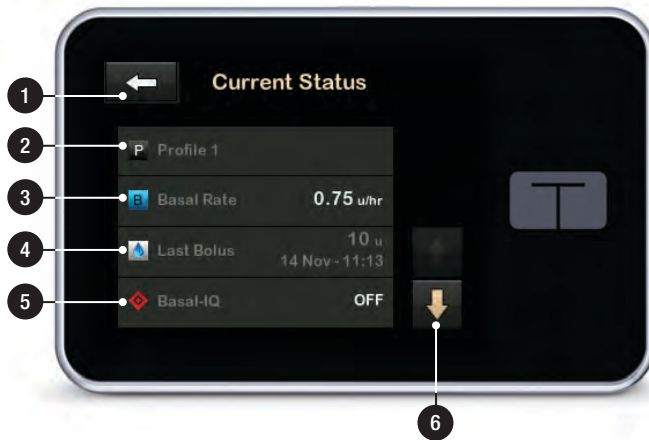 Current Status
1
2
P Profile 1
3
B Basal Rate 0.75 u/hr
4
Last Bolus 10 u
14 Nov - 11:13
5
Basal-IQ OFF
6